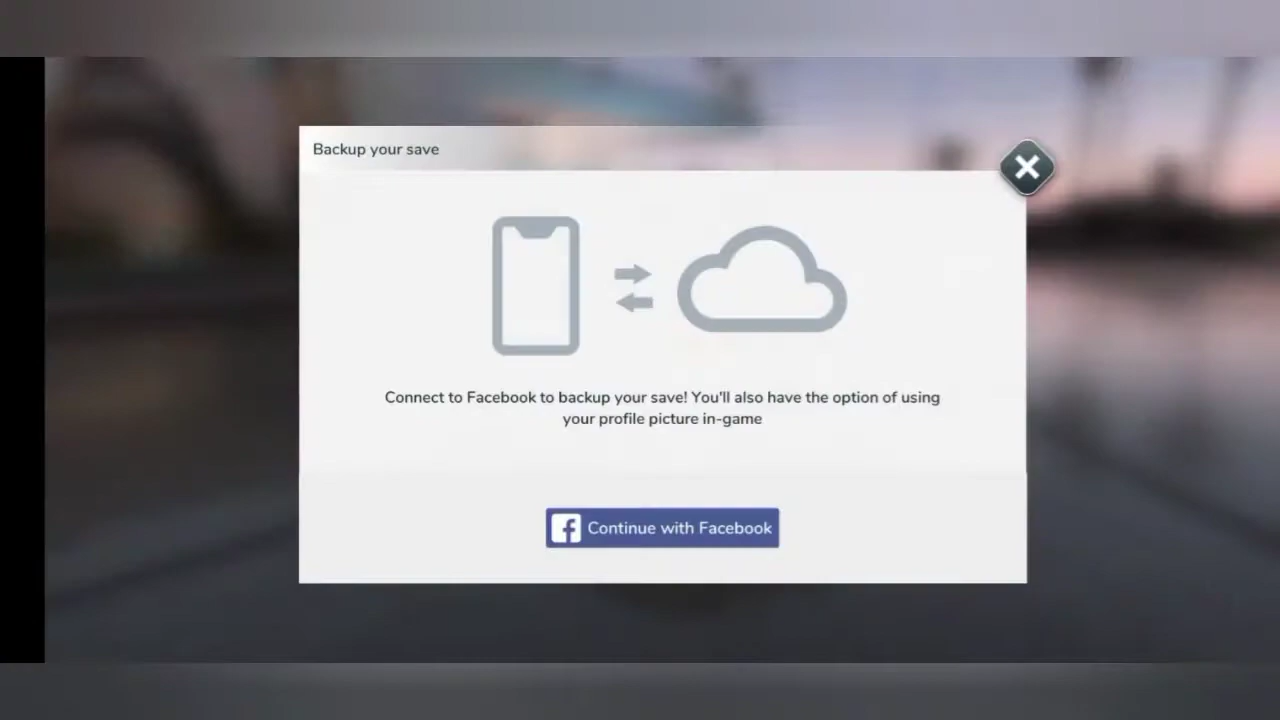 Backup your save
Connect to Facebook to backup your save! You'll also have the option of using
your profile picture in-game
Continue with Facebook